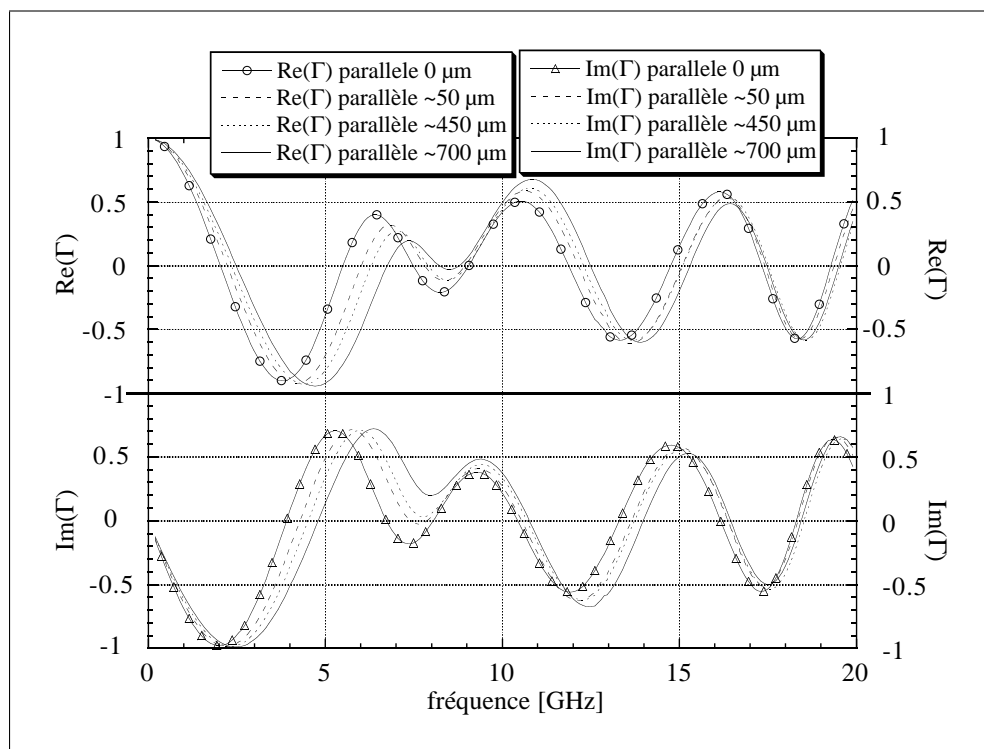 Re(Γ) parallele 0 µm
Re(Γ) parallèle ~50 µm
Re(Γ) parallèle ~450 µm
Re(Γ) parallèle ~700 µm
Im(Γ) parallele 0 µm
Im(Γ) parallèle ~50 µm
Im(Γ) parallèle ~450 µm
Im(Γ) parallèle ~700 µm
1
0.5
0
-0.5
-1
Re(Γ)
1
0.5
0
-0.5
-1
Re(Γ)
0.5
0
-0.5
-1
Im(Γ)
1
0.5
0
-0.5
-1
Im(Γ)
0
5
10
15
20
fréquence [GHz]